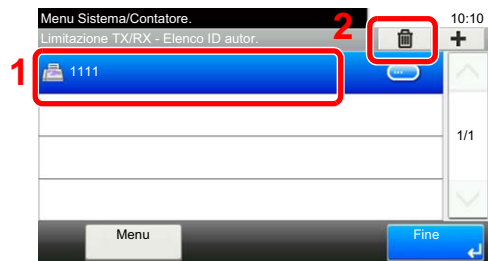 Menu Sistema/Contatore.
10:10
Limitazione TX/RX - Elenco ID autor.
2
1
1111
1/1
Menu
Fine